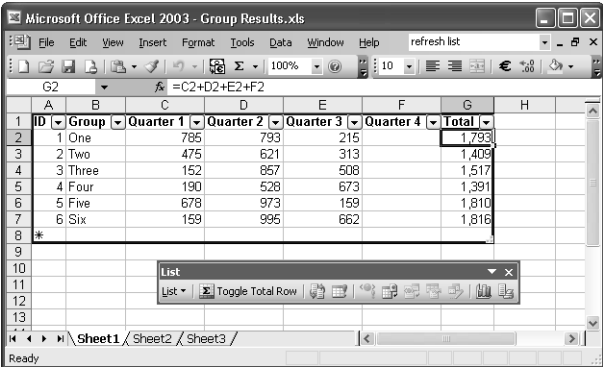 Microsoft Office Excel 2003 - Group Results.xls
File Edit View Insert Format Tools Data Window Help refresh list
Σ 100% 10 € 
G2 fx =C2+D2+E2+F2
A B C D E F G H
1 ID Group Quarter 1 Quarter 2 Quarter 3 Quarter 4 Total
2 1 One 785 793 215 1,793
3 2 Two 475 621 313 1,409
4 3 Three 152 857 508 1,517
5 4 Four 190 528 673 1,391
6 5 Five 678 973 159 1,810
7 6 Six 159 995 662 1,816
8 *
9
10 List
11 List Σ Toggle Total Row
12
13
Sheet1 Sheet2 Sheet3
Ready